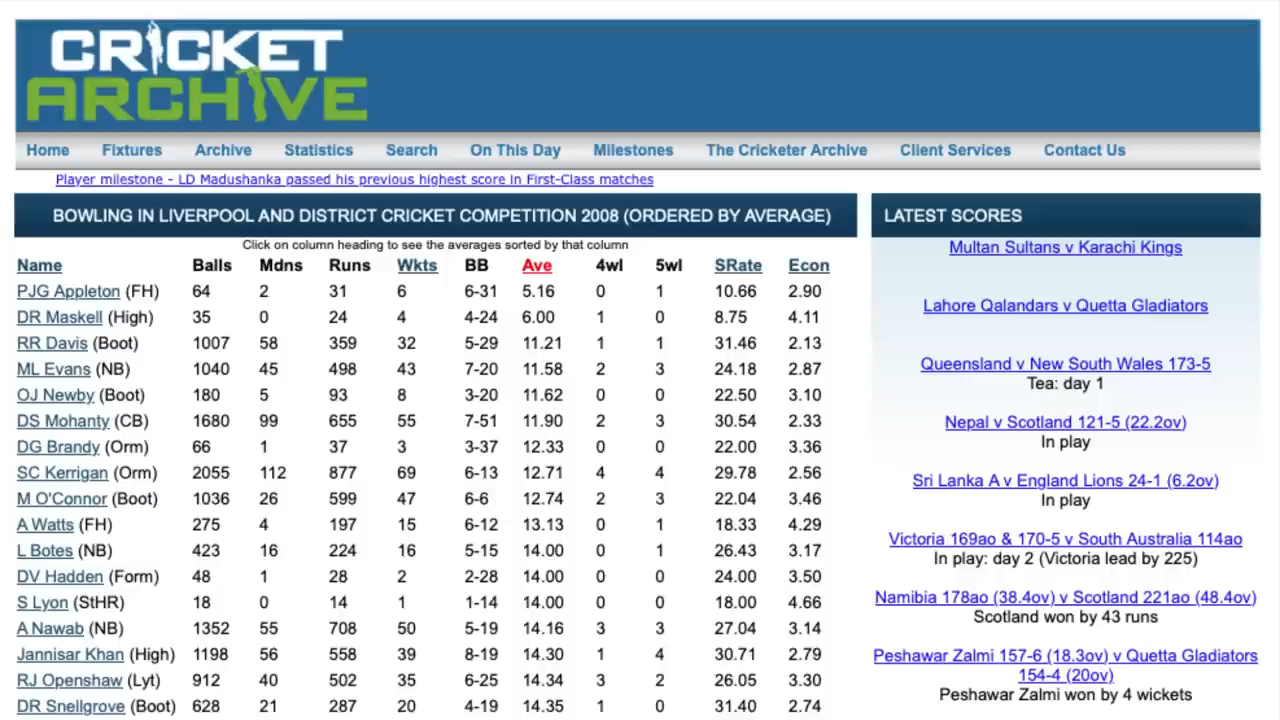 CRICKET
ARCHIVE
Home Fixtures Archive Statistics Search On This Day Milestones The Cricketer Archive Client Services Contact Us
Player milestone - LD Madushanka passed his previous highest score in First-Class matches
BOWLING IN LIVERPOOL AND DISTRICT CRICKET COMPETITION 2008 (ORDERED BY AVERAGE)
Click on column heading to see the averages sorted by that column
Name Balls Mdns Runs Wkts BB Ave 4wI 5wI SRate Econ
PJG Appleton (FH) 64 2 31 6 6-31 5.16 0 1 10.66 2.90
DR Maskell (High) 35 0 24 4 4-24 6.00 1 0 8.75 4.11
RR Davis (Boot) 1007 58 359 32 5-29 11.21 1 1 31.46 2.13
ML Evans (NB) 1040 45 498 43 7-20 11.58 2 3 24.18 2.87
OJ Newby (Boot) 180 5 93 8 3-20 11.62 0 0 22.50 3.10
DS Mohanty (CB) 1680 99 655 55 7-51 11.90 2 3 30.54 2.33
DG Brandy (Orm) 66 1 37 3 3-37 12.33 0 0 22.00 3.36
SC Kerrigan (Orm) 2055 112 877 69 6-13 12.71 4 4 29.78 2.56
M O'Connor (Boot) 1036 26 599 47 6-6 12.74 2 3 22.04 3.46
A Watts (FH) 275 4 197 15 6-12 13.13 0 1 18.33 4.29
L Botes (NB) 423 16 224 16 5-15 14.00 0 1 26.43 3.17
DV Hadden (Form) 48 1 28 2 2-28 14.00 0 0 24.00 3.50
S Lyon (StHR) 18 0 14 1 1-14 14.00 0 0 18.00 4.66
A Nawab (NB) 1352 55 708 50 5-19 14.16 3 3 27.04 3.14
Jannisar Khan (High) 1198 56 558 39 8-19 14.30 1 4 30.71 2.79
RJ Openshaw (Lyt) 912 40 502 35 6-25 14.34 3 2 26.05 3.30
DR Snellgrove (Boot) 628 21 287 20 4-19 14.35 1 0 31.40 2.74
LATEST SCORES
Multan Sultans v Karachi Kings
Lahore Qalandars v Quetta Gladiators
Queensland v New South Wales 173-5
Tea: day 1
Nepal v Scotland 121-5 (22.2ov)
In play
Sri Lanka A v England Lions 24-1 (6.2ov)
In play
Victoria 169ao & 170-5 v South Australia 114ao
In play: day 2 (Victoria lead by 225)
Namibia 178ao (38.4ov) v Scotland 221ao (48.4ov)
Scotland won by 43 runs
Peshawar Zalmi 157-6 (18.3ov) v Quetta Gladiators
154-4 (20ov)
Peshawar Zalmi won by 4 wickets